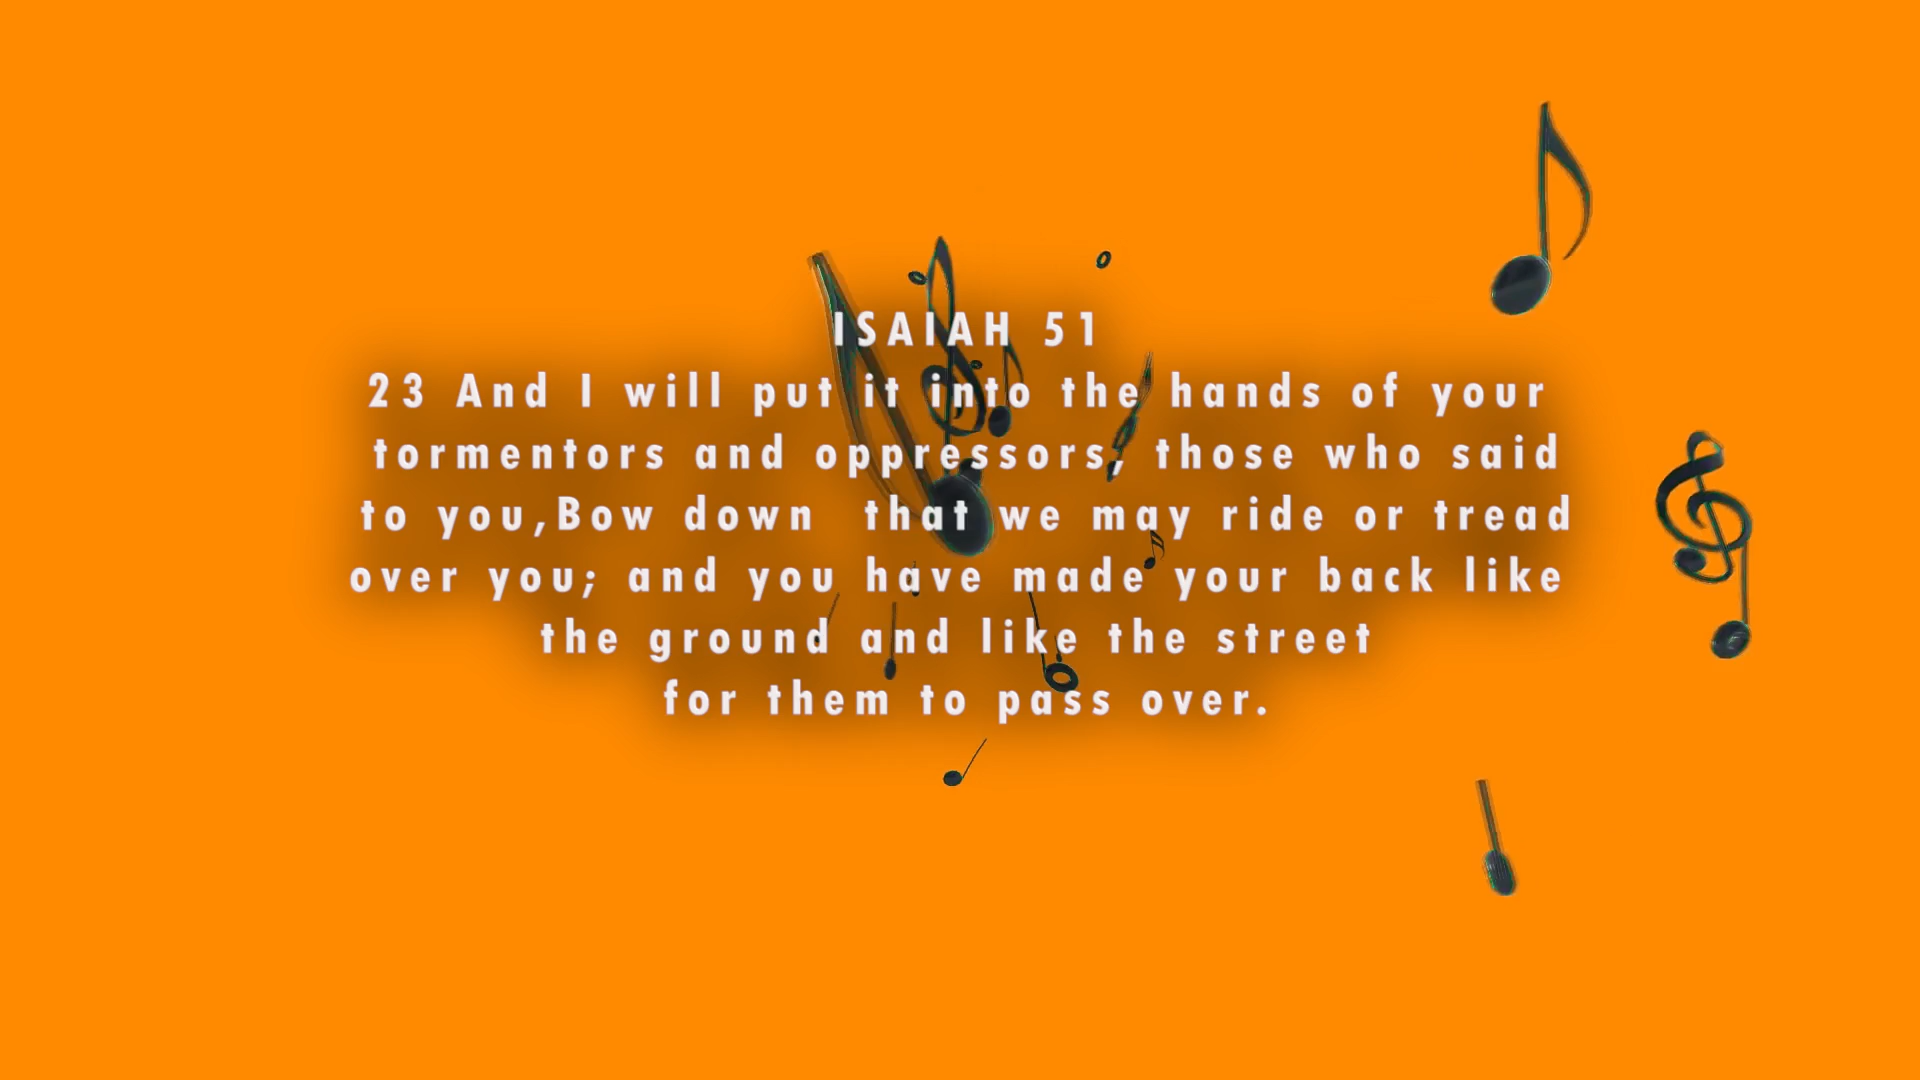 ISAIAH 51
23 And I will put it into the hands of your
tormentors and oppressors, those who said
to you,Bow down  that we may ride or tread
over you; and you have made your back like
the ground and like the street
for them to pass over.